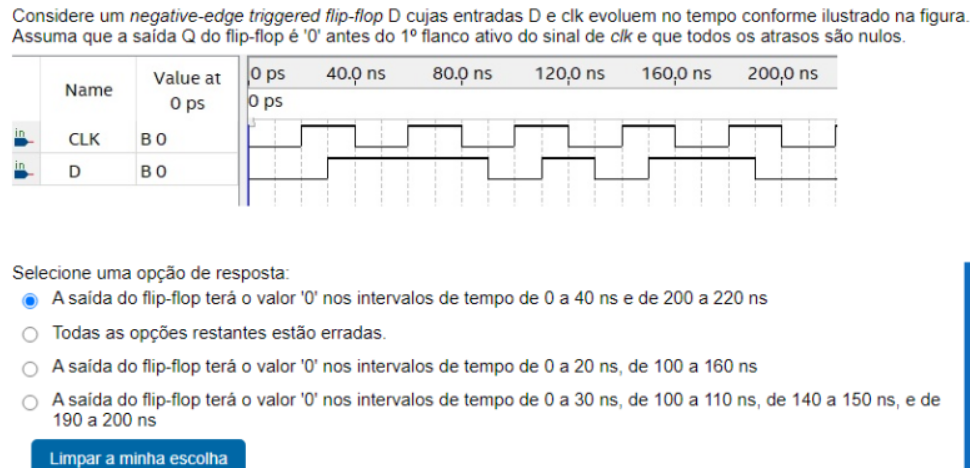 Considere um negative-edge triggered flip-flop D cujas entradas D e clk evoluem no tempo conforme ilustrado na figura.
Assuma que a saída Q do flip-flop é '0' antes do 1º flanco ativo do sinal de clk e que todos os atrasos são nulos.
Name
Value at
0 ps
0 ps 40.0 ns 80.0 ns 120.0 ns 160.0 ns 200.0 ns
0 ps
in CLK B 0
in D B 0
Selecione uma opção de resposta:
A saída do flip-flop terá o valor '0' nos intervalos de tempo de 0 a 40 ns e de 200 a 220 ns
Todas as opções restantes estão erradas.
A saída do flip-flop terá o valor '0' nos intervalos de tempo de 0 a 20 ns, de 100 a 160 ns
A saída do flip-flop terá o valor '0' nos intervalos de tempo de 0 a 30 ns, de 100 a 110 ns, de 140 a 150 ns, e de
190 a 200 ns
Limpar a minha escolha